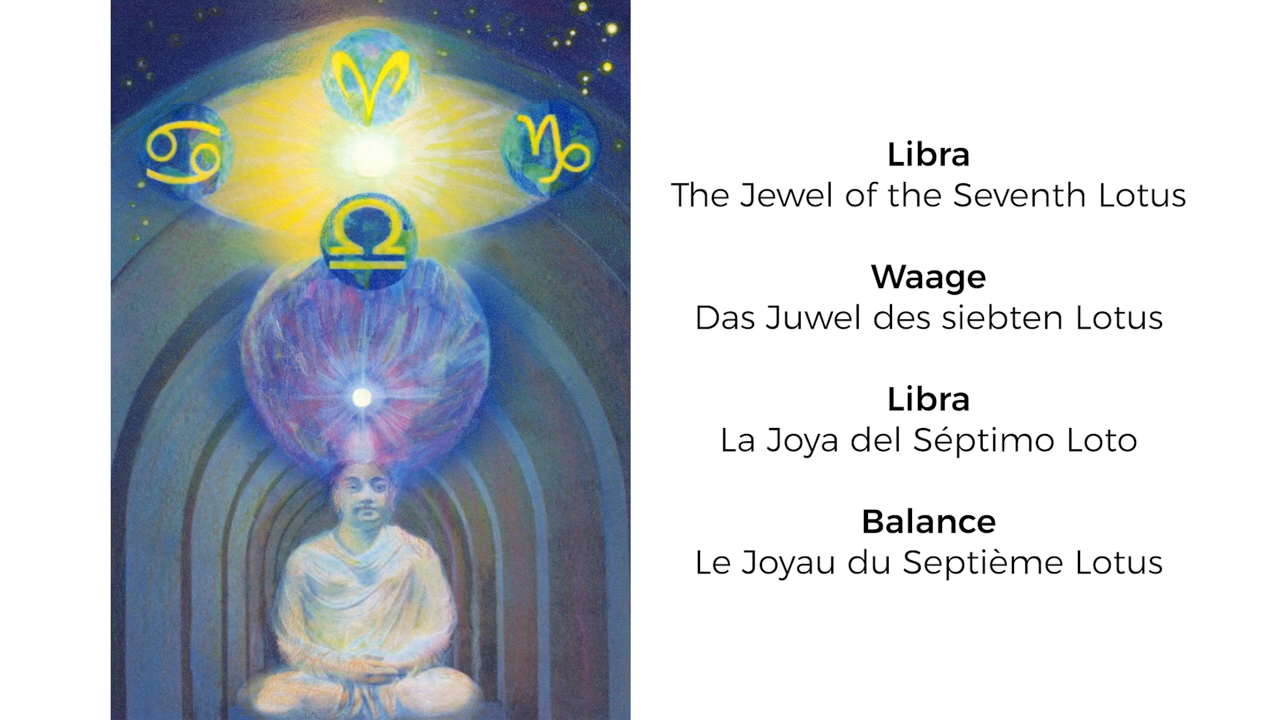 Libra
The Jewel of the Seventh Lotus
Waage
Das Juwel des siebten Lotus
Libra
La Joya del Séptimo Loto
Balance
Le Joyau du Septième Lotus